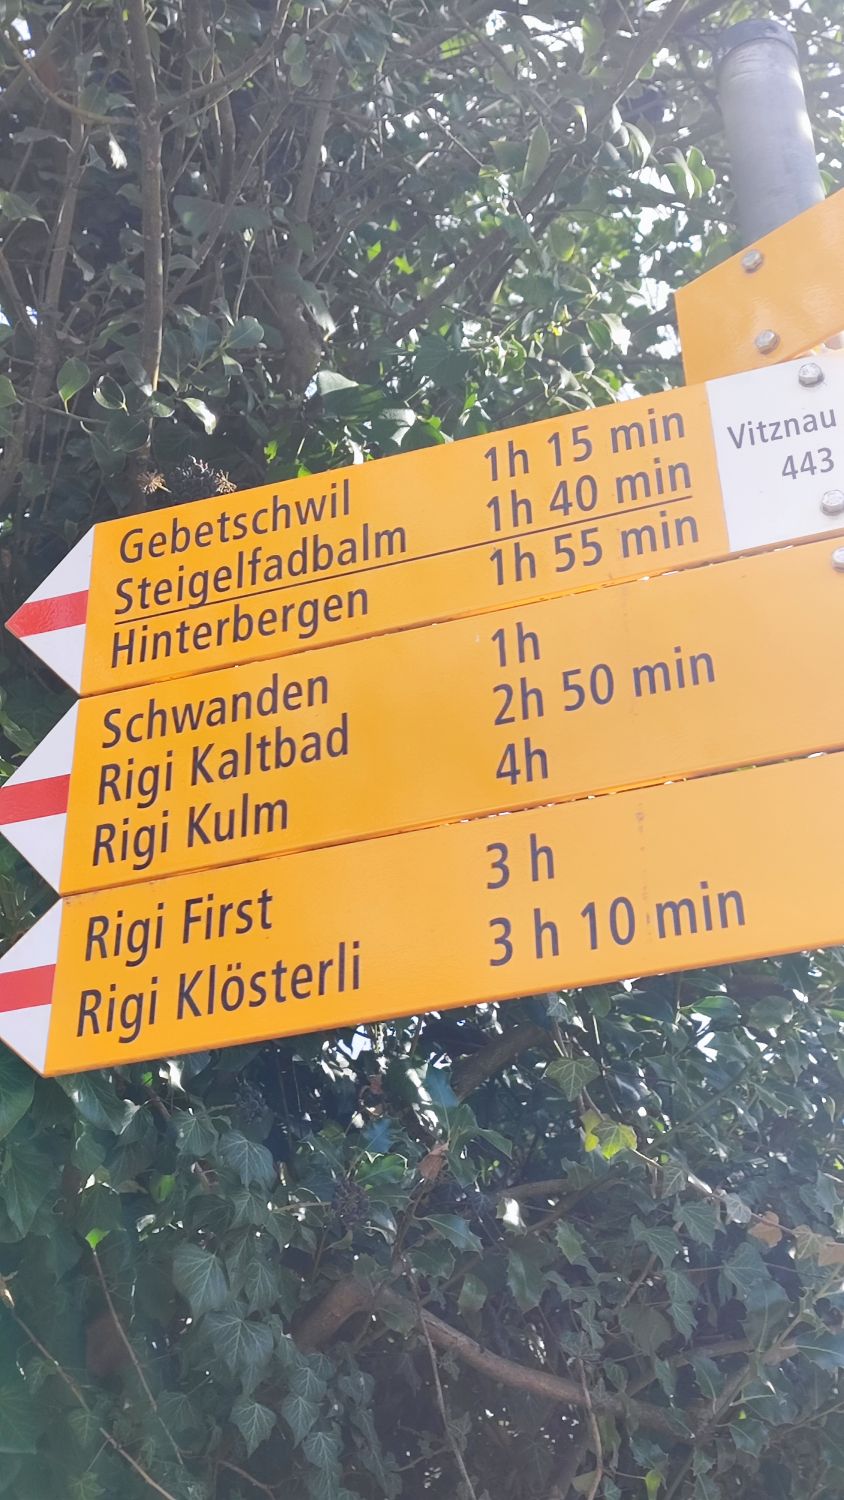 Vitznau
443
Gebetschwil 1h 15 min
Steigelfadbalm 1h 40 min
Hinterbergen 1h 55 min
Schwanden 1h
Rigi Kaltbad 2h 50 min
Rigi Kulm 4h
Rigi First 3 h
Rigi Klösterli 3 h 10 min